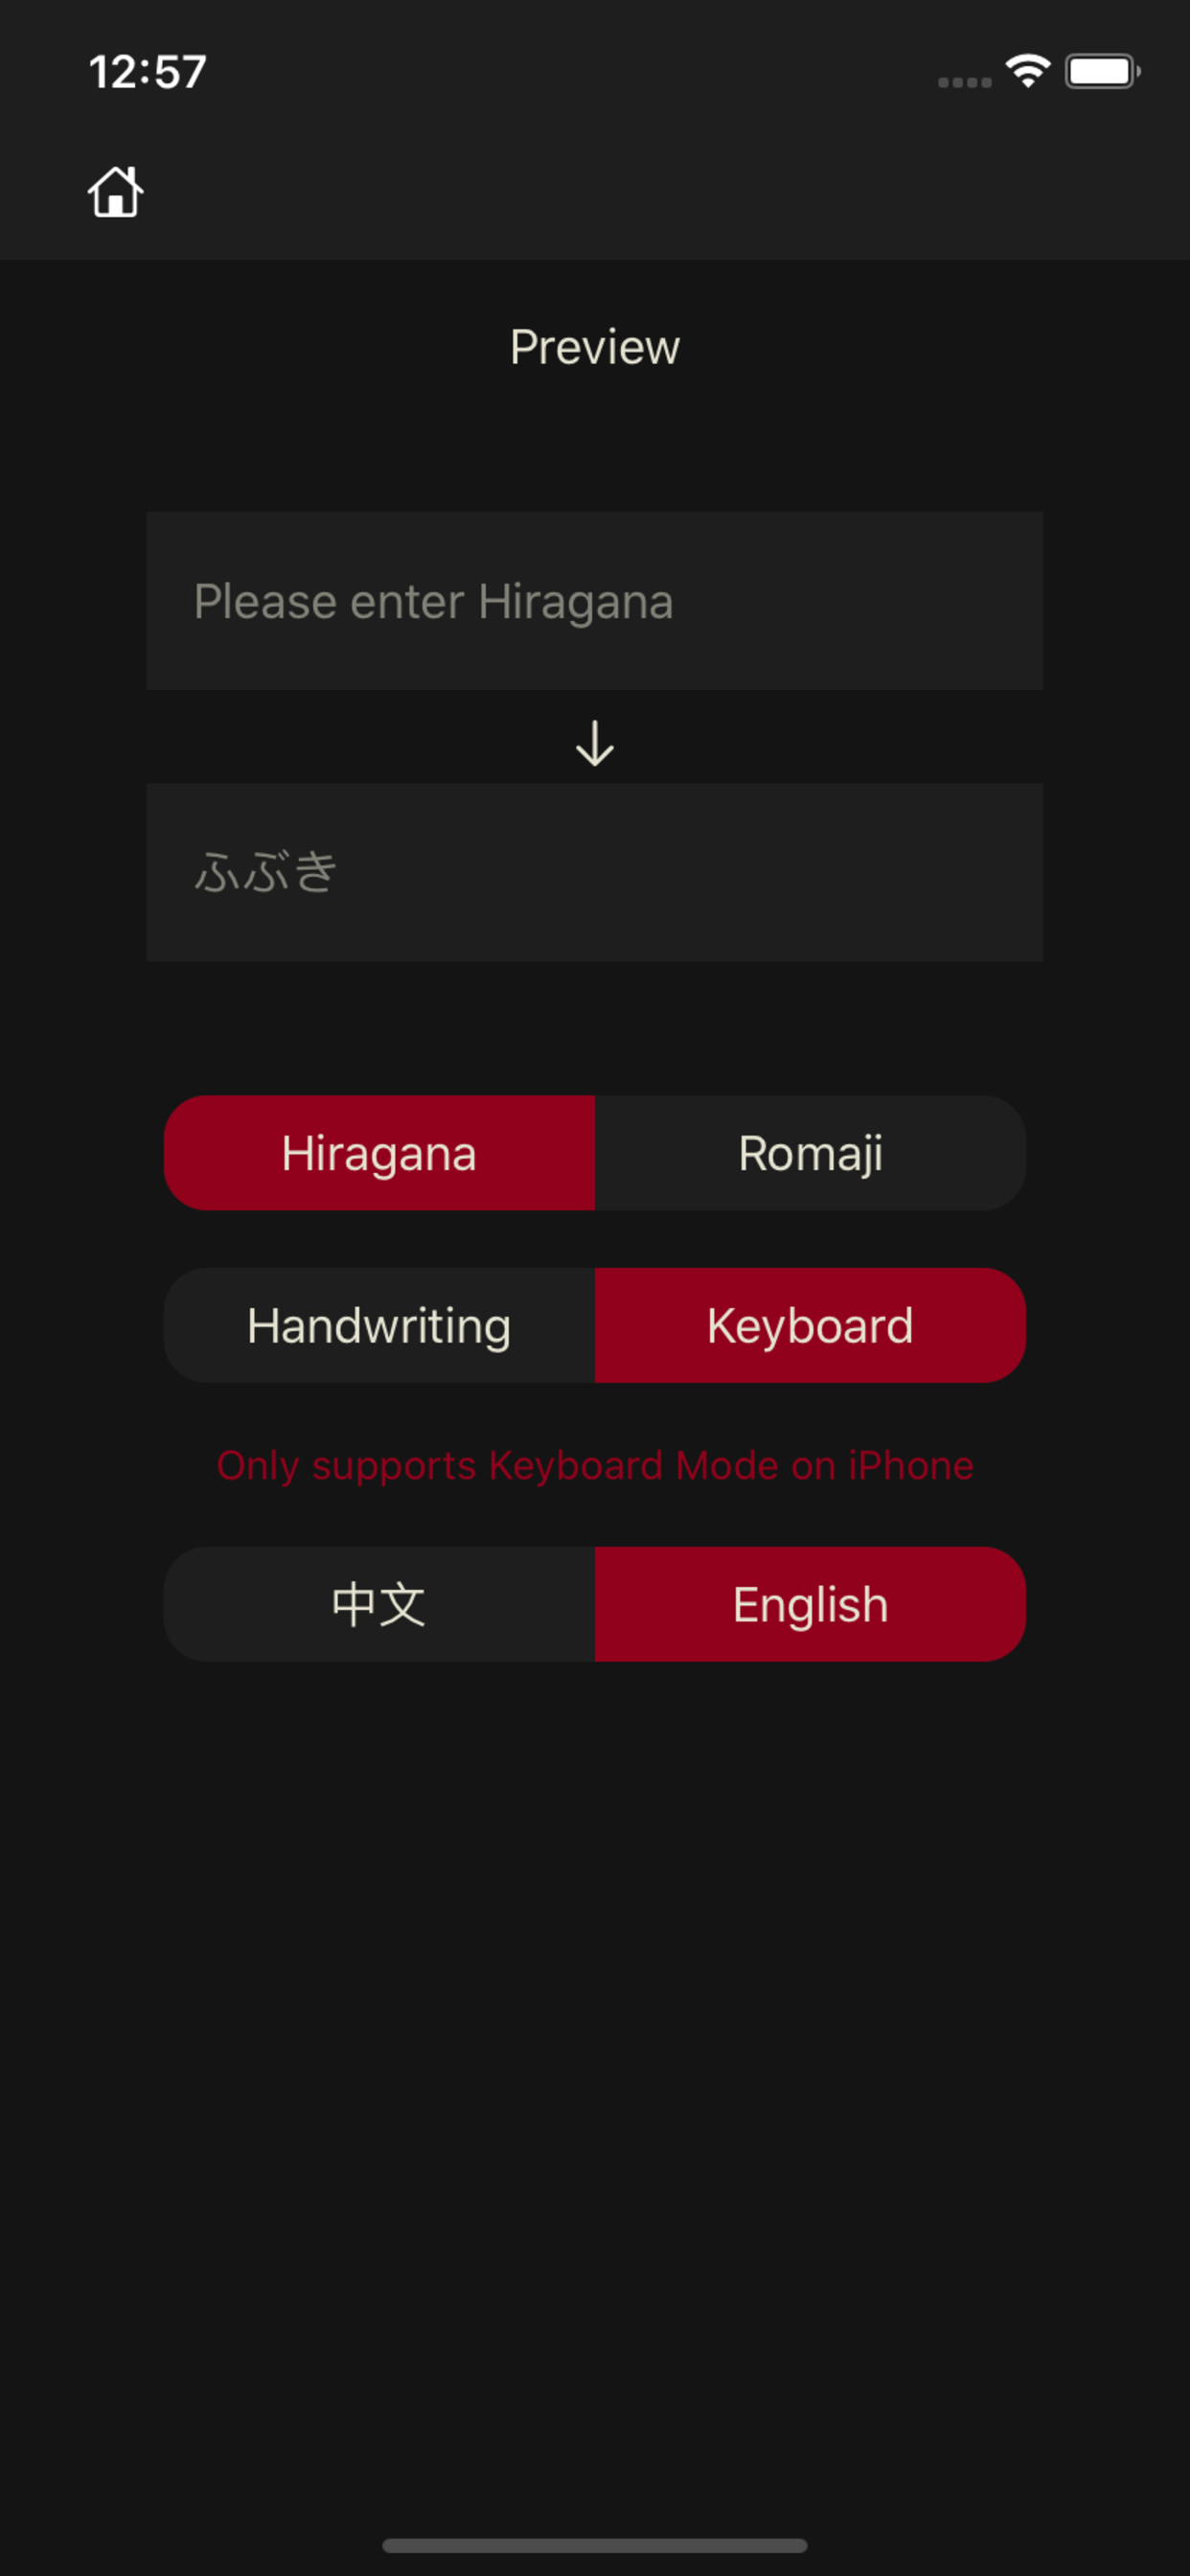 12:57
Preview
Please enter Hiragana
ふぶき
Hiragana Romaji
Handwriting Keyboard
Only supports Keyboard Mode on iPhone
中文 English